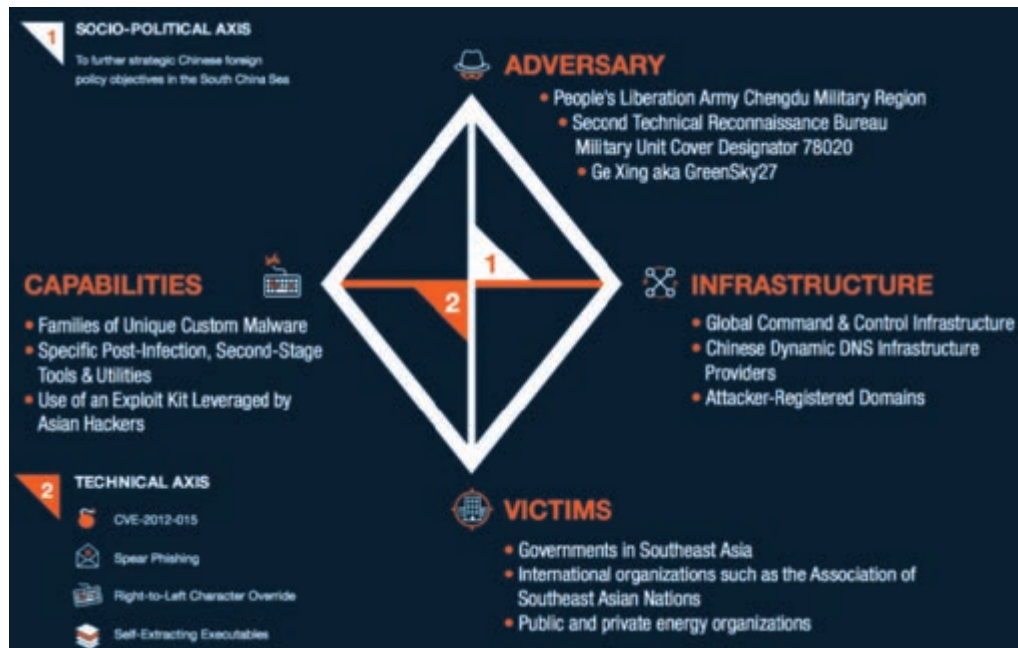 1
SOCIO-POLITICAL AXIS
To further strategic Chinese foreign
policy objectives in the South China Sea
ADVERSARY
• People's Liberation Army Chengdu Military Region
• Second Technical Reconnaissance Bureau
Military Unit Cover Designator 78020
• Ge Xing aka GreenSky27
1
2
CAPABILITIES
• Families of Unique Custom Malware
• Specific Post-Infection, Second-Stage
Tools & Utilities
• Use of an Exploit Kit Leveraged by
Asian Hackers
INFRASTRUCTURE
• Global Command & Control Infrastructure
• Chinese Dynamic DNS Infrastructure
Providers
• Attacker-Registered Domains
2
TECHNICAL AXIS
CVE-2012-015
Spear Phishing
Right-to-Left Character Override
Self-Extracting Executables
VICTIMS
• Governments in Southeast Asia
• International organizations such as the Association of
Southeast Asian Nations
• Public and private energy organizations